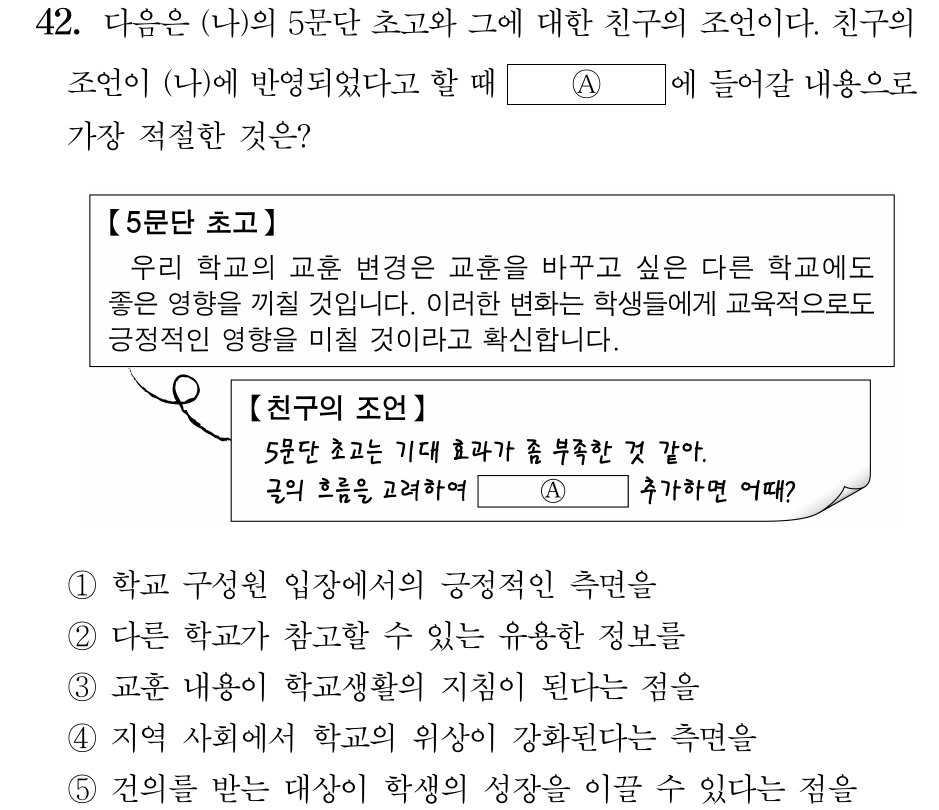 42. 다음은 (나)의 5문단 초고와 그에 대한 친구의 조언이다. 친구의
조언이 (나)에 반영되었다고 할 때 Ⓐ 에 들어갈 내용으로
가장 적절한 것은?
【5문단 초고】
우리 학교의 교훈 변경은 교훈을 바꾸고 싶은 다른 학교에도
좋은 영향을 끼칠 것입니다. 이러한 변화는 학생들에게 교육적으로도
긍정적인 영향을 미칠 것이라고 확신합니다.
【친구의 조언】
5문단 초고는 기대 효과가 좀 부족한 것 같아.
글의 흐름을 고려하여 Ⓐ 추가하면 어때?
① 학교 구성원 입장에서의 긍정적인 측면을
② 다른 학교가 참고할 수 있는 유용한 정보를
③ 교훈 내용이 학교생활의 지침이 된다는 점을
④ 지역 사회에서 학교의 위상이 강화된다는 측면을
⑤ 건의를 받는 대상이 학생의 성장을 이끌 수 있다는 점을